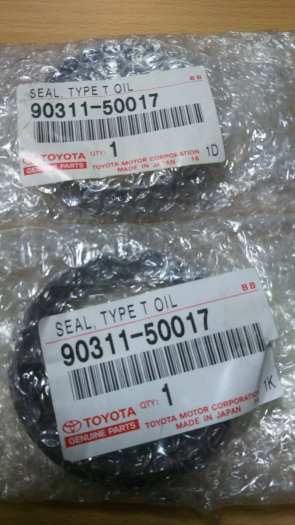 SEAL, TYPE T OIL
BB
90311-50017
TOYOTA
GENUINE PARTS
QTY: 1
TOYOTA MOTOR CORPORATION
MADE IN JAPAN 16
1D
SEAL, TYPE T OIL
BB
90311-50017
TOYOTA
GENUINE PARTS
QTY: 1
TOYOTA MOTOR CORPORATION
MADE IN JAPAN
1K